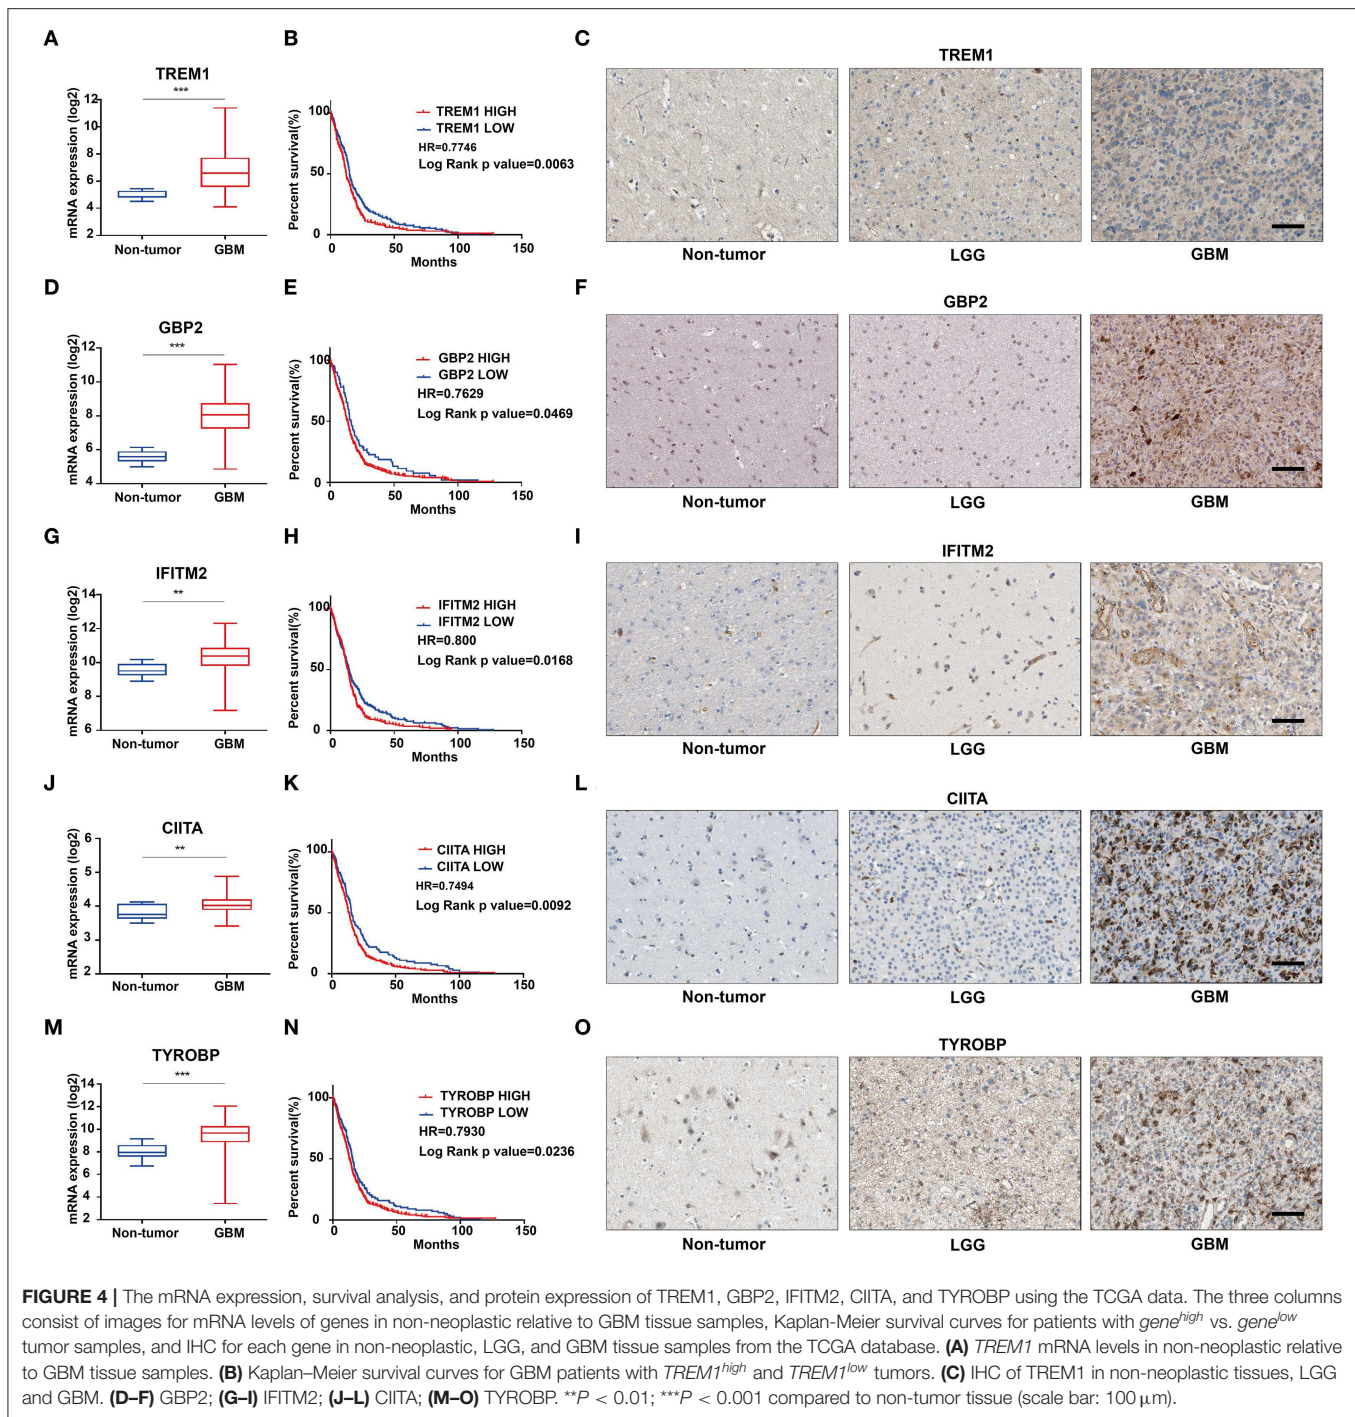 A
B
C
TREM1
***
mRNA expression (log2)
12
10
8
6
4
2
Non-tumor
GBM
Percent survival(%)
100
50
0
0
50
100
150
Months
TREM1 HIGH
TREM1 LOW
HR=0.7746
Log Rank p value=0.0063
TREM1
Non-tumor
LGG
GBM
D
E
F
GBP2
***
mRNA expression (log2)
12
10
8
6
4
Non-tumor
GBM
Percent survival(%)
100
50
0
0
50
100
150
Months
GBP2 HIGH
GBP2 LOW
HR=0.7629
Log Rank p value=0.0469
GBP2
Non-tumor
LGG
GBM
G
H
I
IFITM2
**
mRNA expression (log2)
14
12
10
8
6
Non-tumor
GBM
Percent survival(%)
100
50
0
0
50
100
150
Months
IFITM2 HIGH
IFITM2 LOW
HR=0.800
Log Rank p value=0.0168
IFITM2
Non-tumor
LGG
GBM
J
K
L
CIITA
**
mRNA expression (log2)
6
5
4
3
2
Non-tumor
GBM
Percent survival(%)
100
50
0
0
50
100
150
Months
CIITA HIGH
CIITA LOW
HR=0.7494
Log Rank p value=0.0092
CIITA
Non-tumor
LGG
GBM
M
N
O
TYROBP
***
mRNA expression (log2)
14
12
10
8
6
4
2
Non-tumor
GBM
Percent survival(%)
100
50
0
0
50
100
150
Months
TYROBP HIGH
TYROBP LOW
HR=0.7930
Log Rank p value=0.0236
TYROBP
Non-tumor
LGG
GBM
FIGURE 4 | The mRNA expression, survival analysis, and protein expression of TREM1, GBP2, IFITM2, CIITA, and TYROBP using the TCGA data. The three columns
consist of images for mRNA levels of genes in non-neoplastic relative to GBM tissue samples, Kaplan-Meier survival curves for patients with gene^high vs. gene^low
tumor samples, and IHC for each gene in non-neoplastic, LGG, and GBM tissue samples from the TCGA database. (A) TREM1 mRNA levels in non-neoplastic relative
to GBM tissue samples. (B) Kaplan–Meier survival curves for GBM patients with TREM1^high and TREM1^low tumors. (C) IHC of TREM1 in non-neoplastic tissues, LGG
and GBM. (D–F) GBP2; (G–I) IFITM2; (J–L) CIITA; (M–O) TYROBP. **P < 0.01; ***P < 0.001 compared to non-tumor tissue (scale bar: 100 μm).